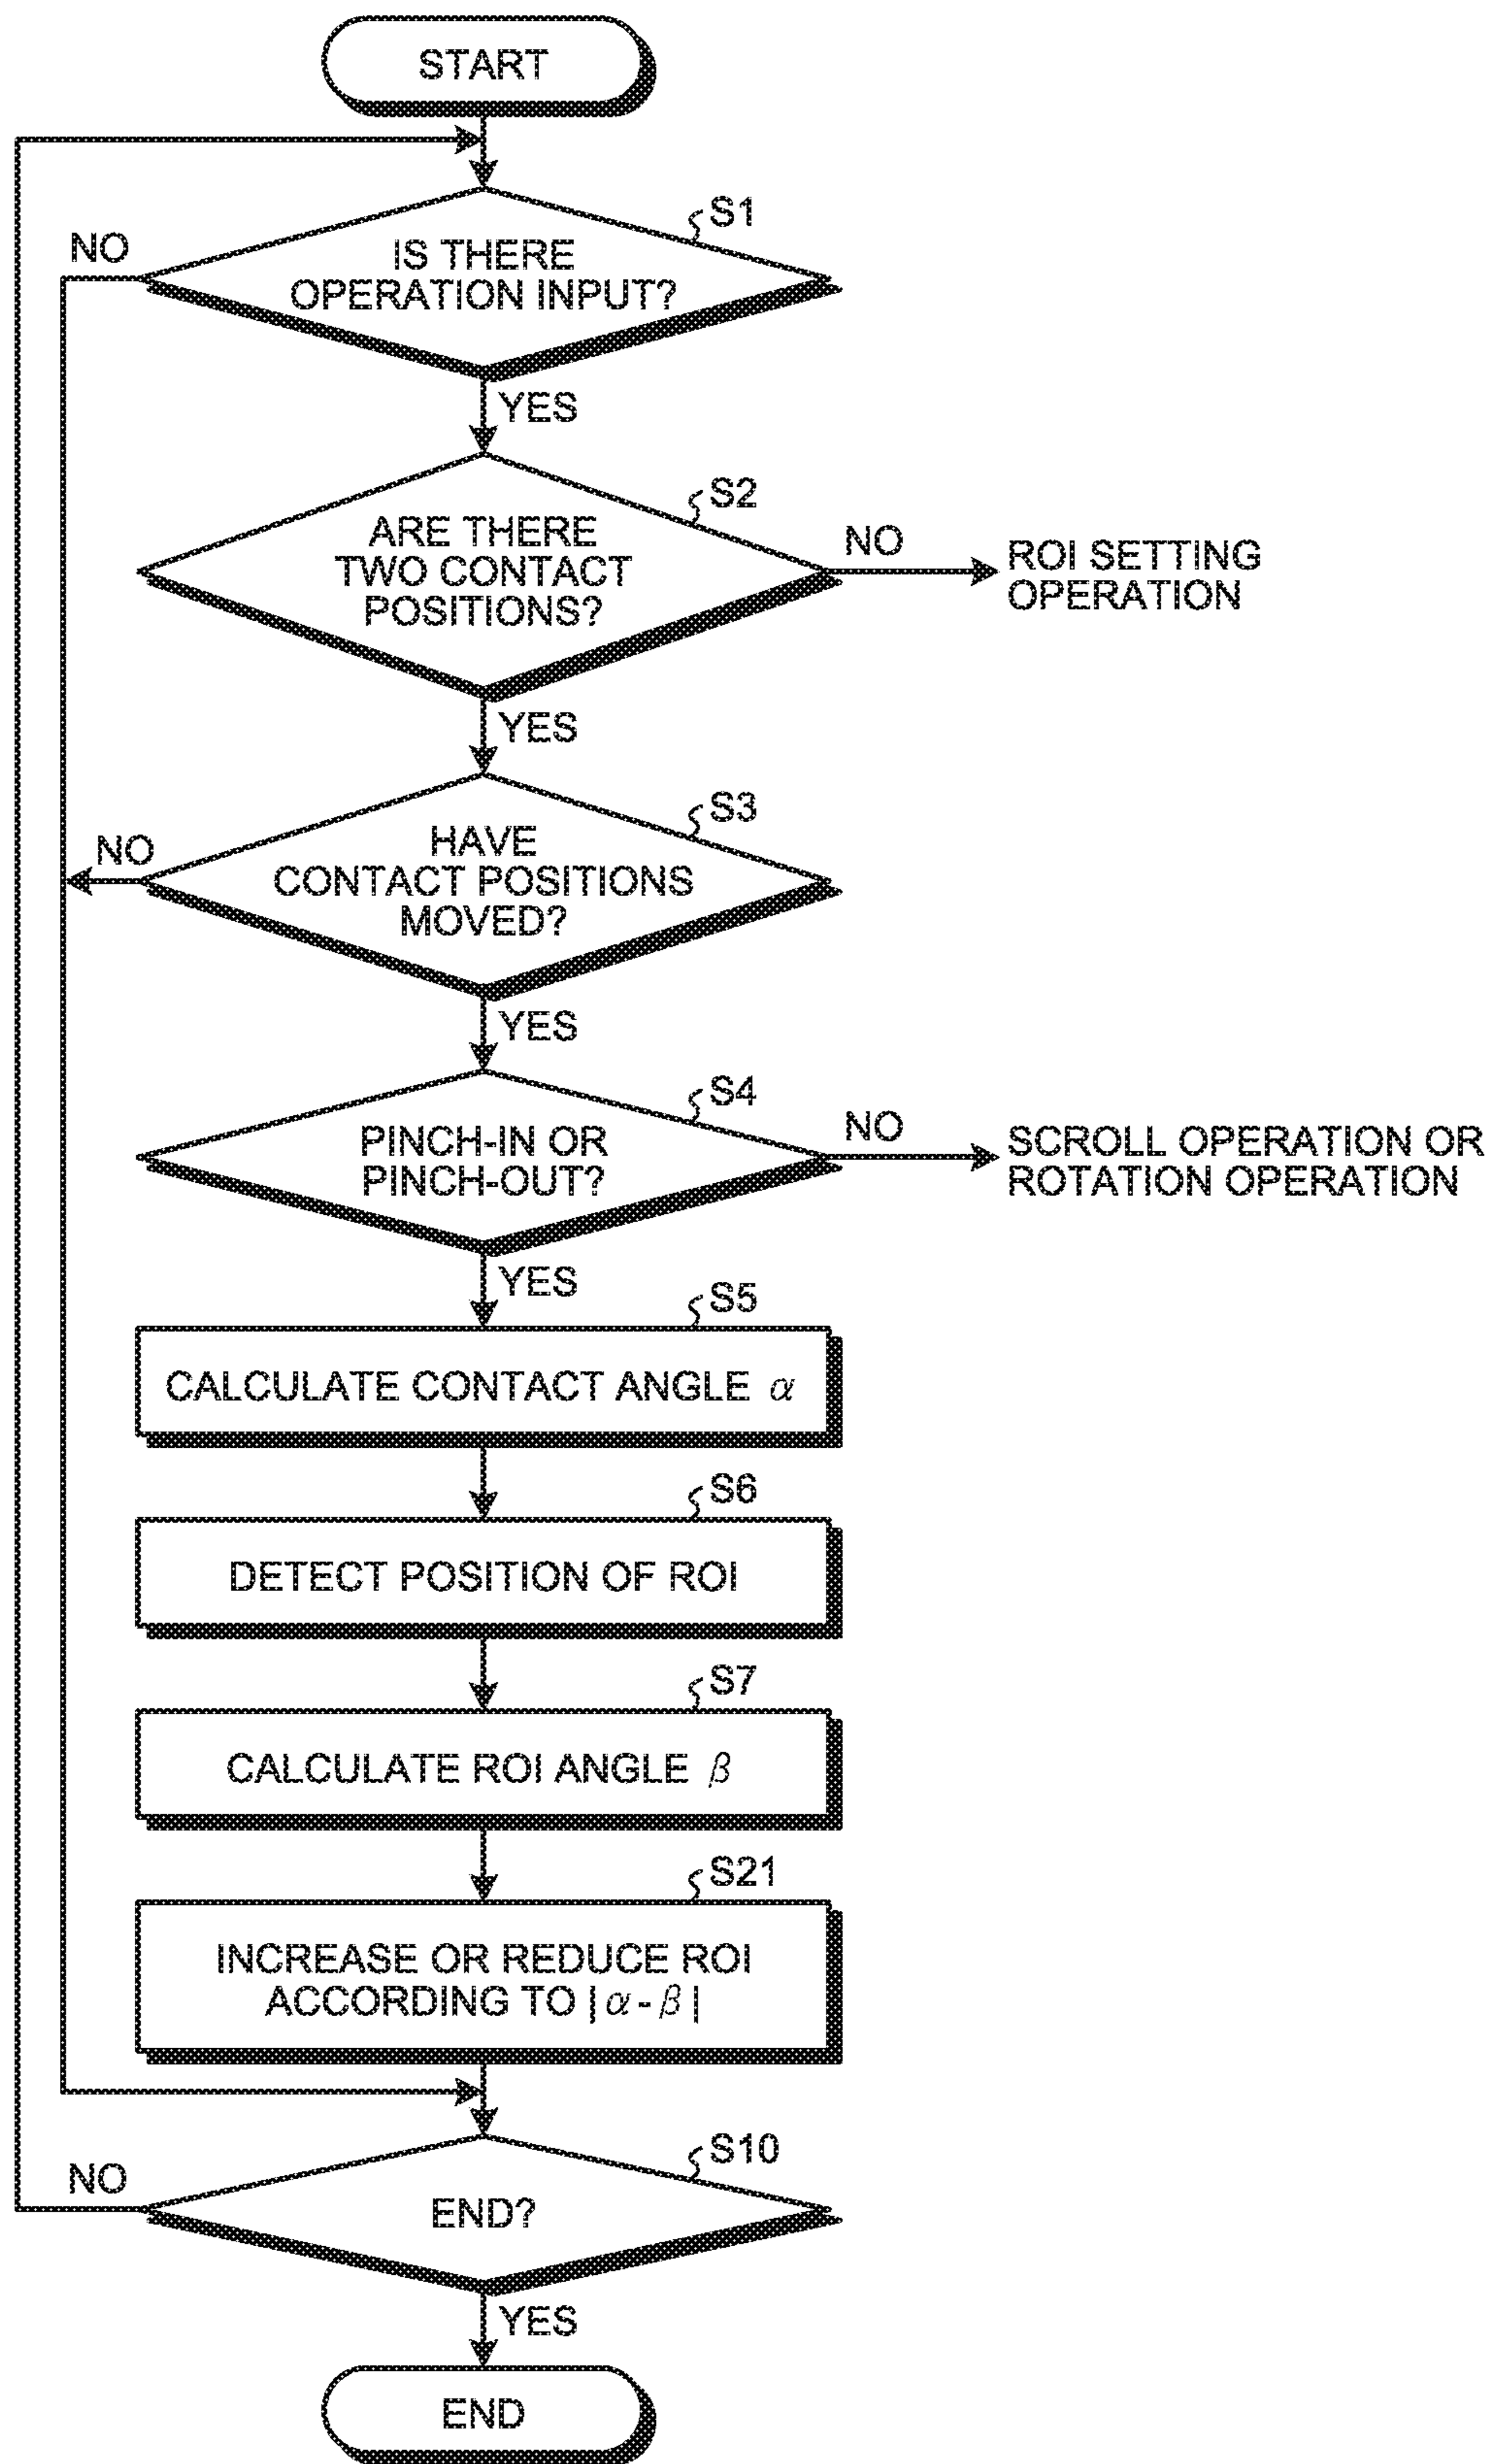 START
S1
NO
IS THERE
OPERATION INPUT?
YES
S2
ARE THERE
TWO CONTACT
POSITIONS?
NO
ROI SETTING
OPERATION
YES
S3
NO
HAVE
CONTACT POSITIONS
MOVED?
YES
S4
PINCH-IN OR
PINCH-OUT?
NO
SCROLL OPERATION OR
ROTATION OPERATION
YES
S5
CALCULATE CONTACT ANGLE α
S6
DETECT POSITION OF ROI
S7
CALCULATE ROI ANGLE β
S21
INCREASE OR REDUCE ROI
ACCORDING TO |α-β|
S10
NO
END?
YES
END